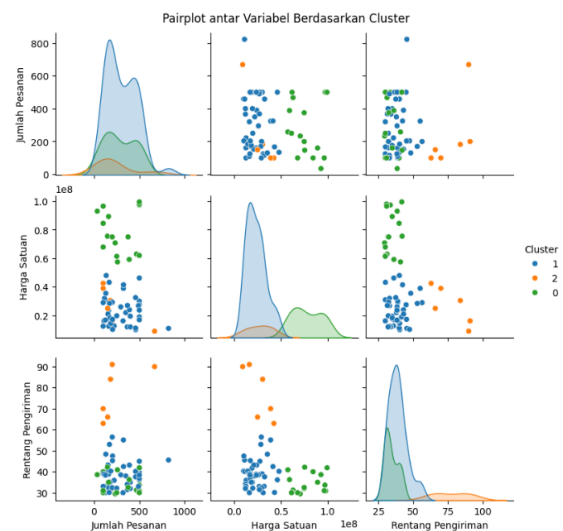 Pairplot antar Variabel Berdasarkan Cluster
800
600
400
200
0
Jumlah Pesanan
1e8
1.0
0.8
0.6
0.4
0.2
Harga Satuan
Cluster
1
2
0
90
80
70
60
50
40
30
Rentang Pengiriman
0 500 1000
0.0 0.5 1.0
25 50 75 100
1e8
Jumlah Pesanan Harga Satuan Rentang Pengiriman